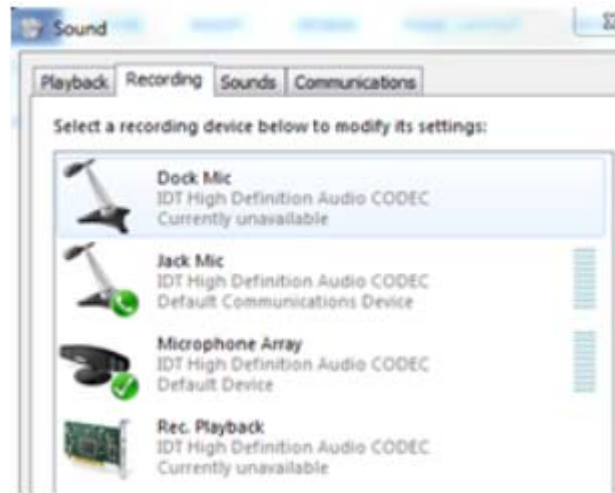 Sound
Playback Recording Sounds Communications
Select a recording device below to modify its settings:
Dock Mic
IDT High Definition Audio CODEC
Currently unavailable
Jack Mic
IDT High Definition Audio CODEC
Default Communications Device
Microphone Array
IDT High Definition Audio CODEC
Default Device
Rec. Playback
IDT High Definition Audio CODEC
Currently unavailable